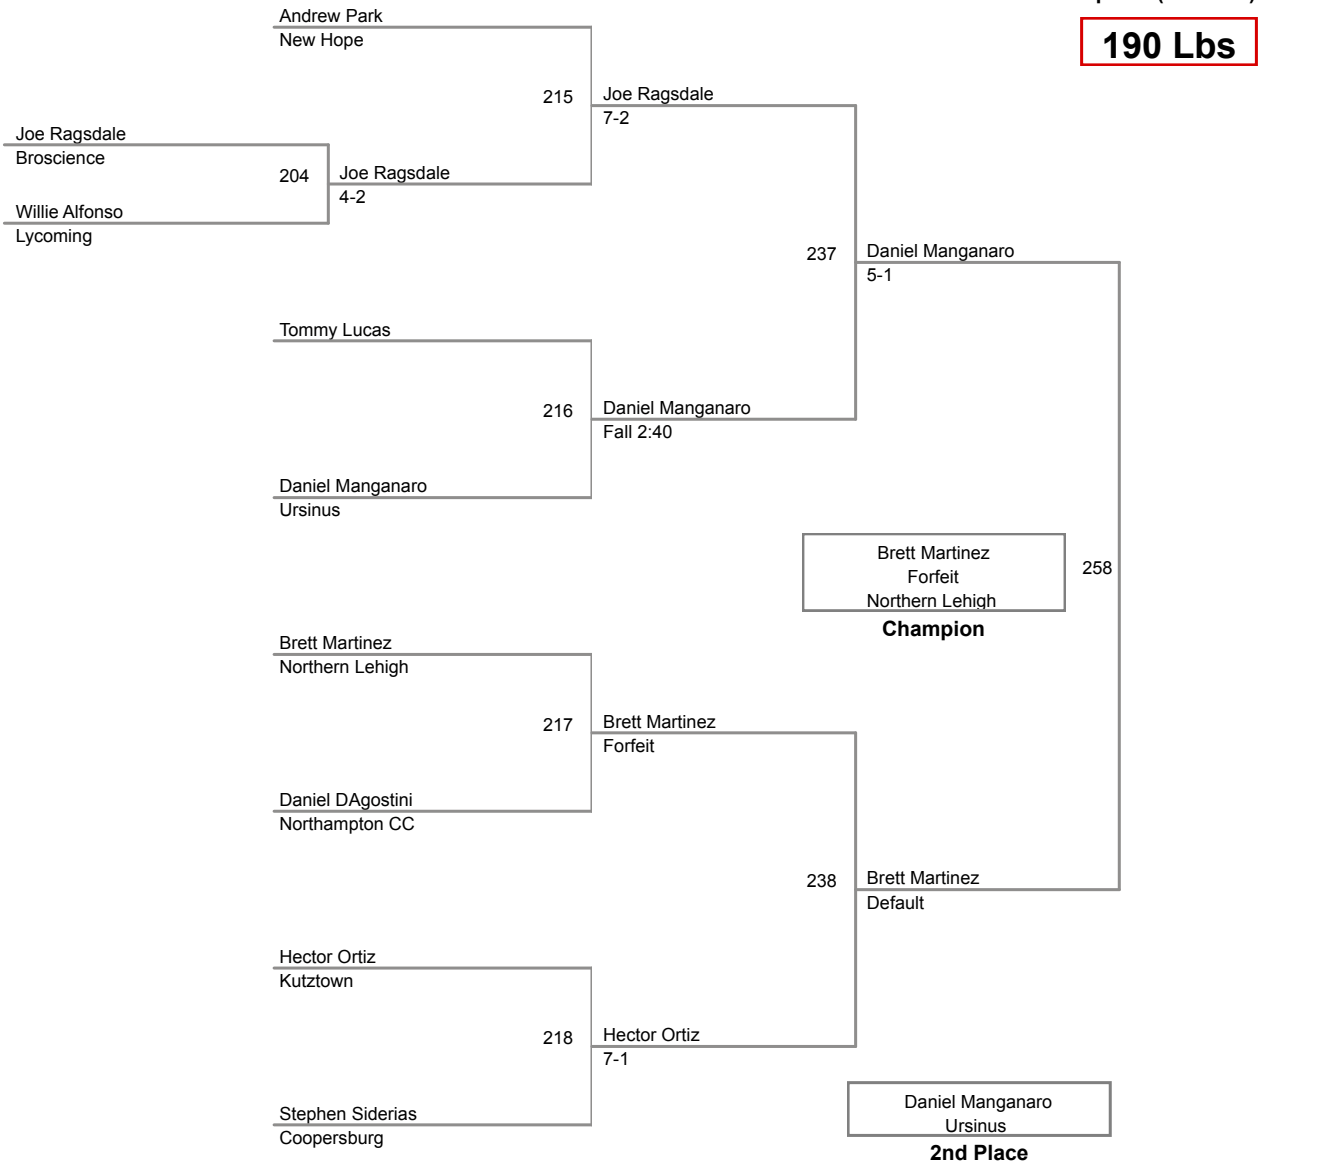 190 Lbs
Andrew Park
New Hope
215
Joe Ragsdale
7-2
Joe Ragsdale
Broscience
204
Joe Ragsdale
4-2
Willie Alfonso
Lycoming
237
Daniel Manganaro
5-1
Tommy Lucas
216
Daniel Manganaro
Fall 2:40
Daniel Manganaro
Ursinus
Brett Martinez
Forfeit
Northern Lehigh
258
Champion
Brett Martinez
Northern Lehigh
217
Brett Martinez
Forfeit
Daniel DAgostini
Northampton CC
238
Brett Martinez
Default
Hector Ortiz
Kutztown
218
Hector Ortiz
7-1
Stephen Siderias
Coopersburg
Daniel Manganaro
Ursinus
2nd Place